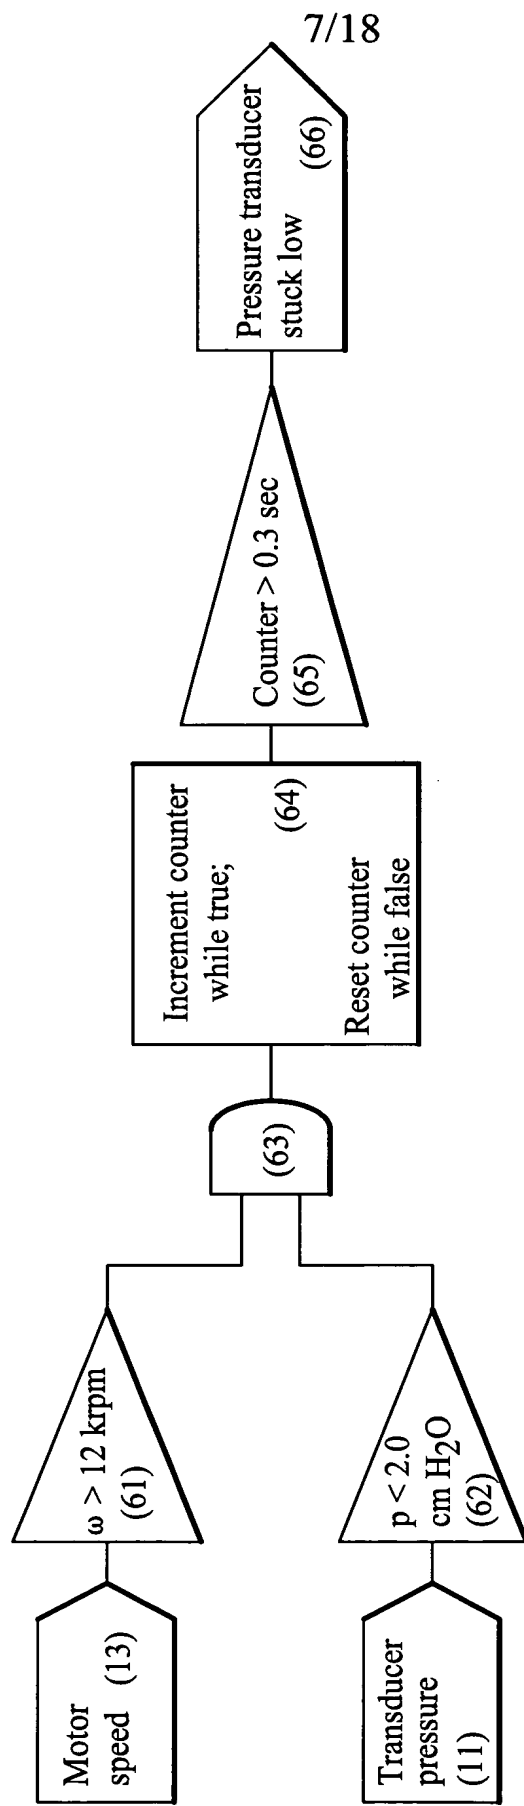 7/18
Motor
speed (13)
ω > 12 krpm
(61)
Transducer
pressure
(11)
p < 2.0
cm H₂O
(62)
(63)
Increment counter
while true;
(64)
Reset counter
while false
Counter > 0.3 sec
(65)
Pressure transducer
stuck low
(66)